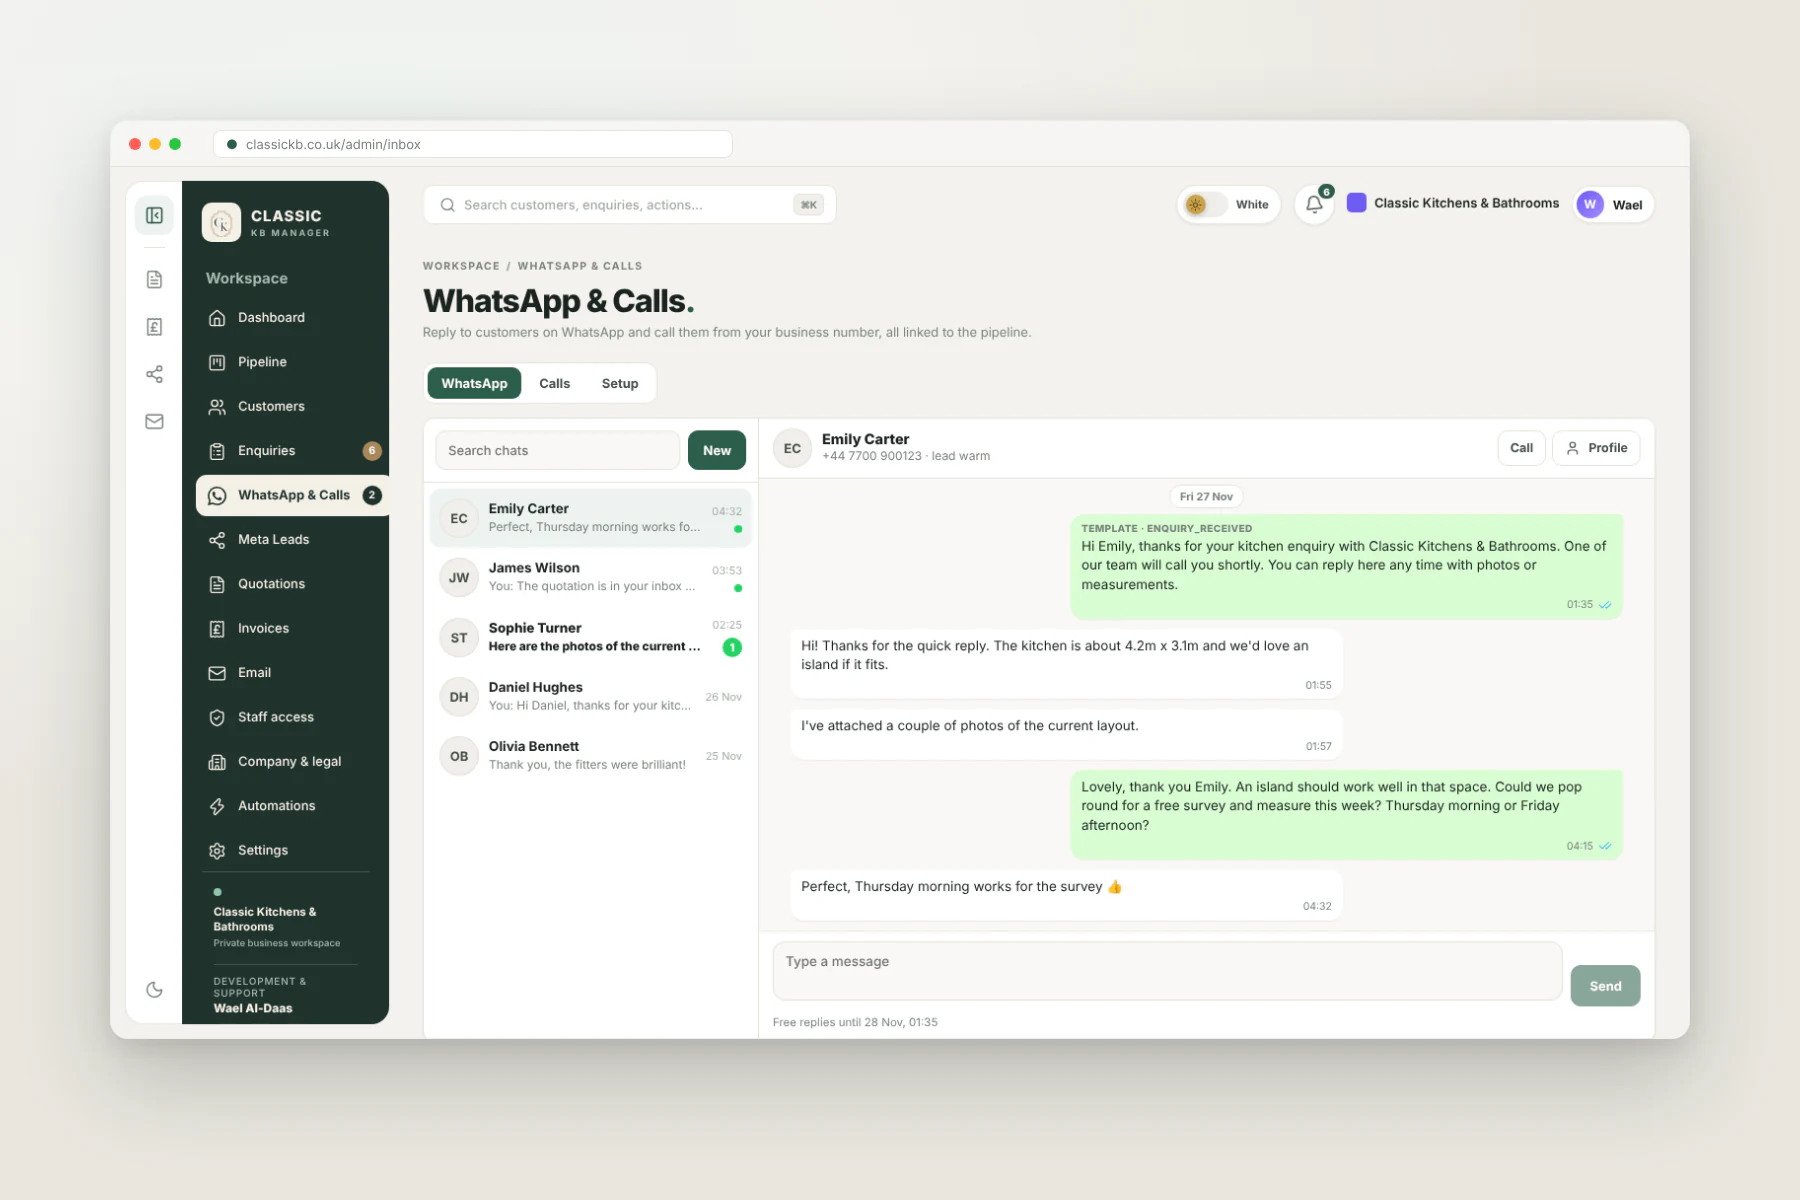 classickb.co.uk/admin/inbox
CLASSIC
KB MANAGER
Workspace
Dashboard
Pipeline
Customers
Enquiries 6
WhatsApp & Calls 2
Meta Leads
Quotations
Invoices
Email
Staff access
Company & legal
Automations
Settings
Classic Kitchens &
Bathrooms
Private business workspace
DEVELOPMENT &
SUPPORT
Wael Al-Daas
Search customers, enquiries, actions... ⌘K
White
6
Classic Kitchens & Bathrooms
W Wael
WORKSPACE / WHATSAPP & CALLS
WhatsApp & Calls.
Reply to customers on WhatsApp and call them from your business number, all linked to the pipeline.
WhatsApp Calls Setup
Search chats New
EC Emily Carter 04:32
Perfect, Thursday morning works fo...
JW James Wilson 03:53
You: The quotation is in your inbox ...
ST Sophie Turner 02:25
Here are the photos of the current ... 1
DH Daniel Hughes 26 Nov
You: Hi Daniel, thanks for your kitc...
OB Olivia Bennett 25 Nov
Thank you, the fitters were brilliant!
EC Emily Carter
+44 7700 900123 · lead warm
Call Profile
Fri 27 Nov
TEMPLATE · ENQUIRY_RECEIVED
Hi Emily, thanks for your kitchen enquiry with Classic Kitchens & Bathrooms. One of
our team will call you shortly. You can reply here any time with photos or
measurements.
01:35
Hi! Thanks for the quick reply. The kitchen is about 4.2m x 3.1m and we'd love an
island if it fits.
01:55
I've attached a couple of photos of the current layout.
01:57
Lovely, thank you Emily. An island should work well in that space. Could we pop
round for a free survey and measure this week? Thursday morning or Friday
afternoon?
04:15
Perfect, Thursday morning works for the survey 👍
04:32
Type a message
Send
Free replies until 28 Nov, 01:35